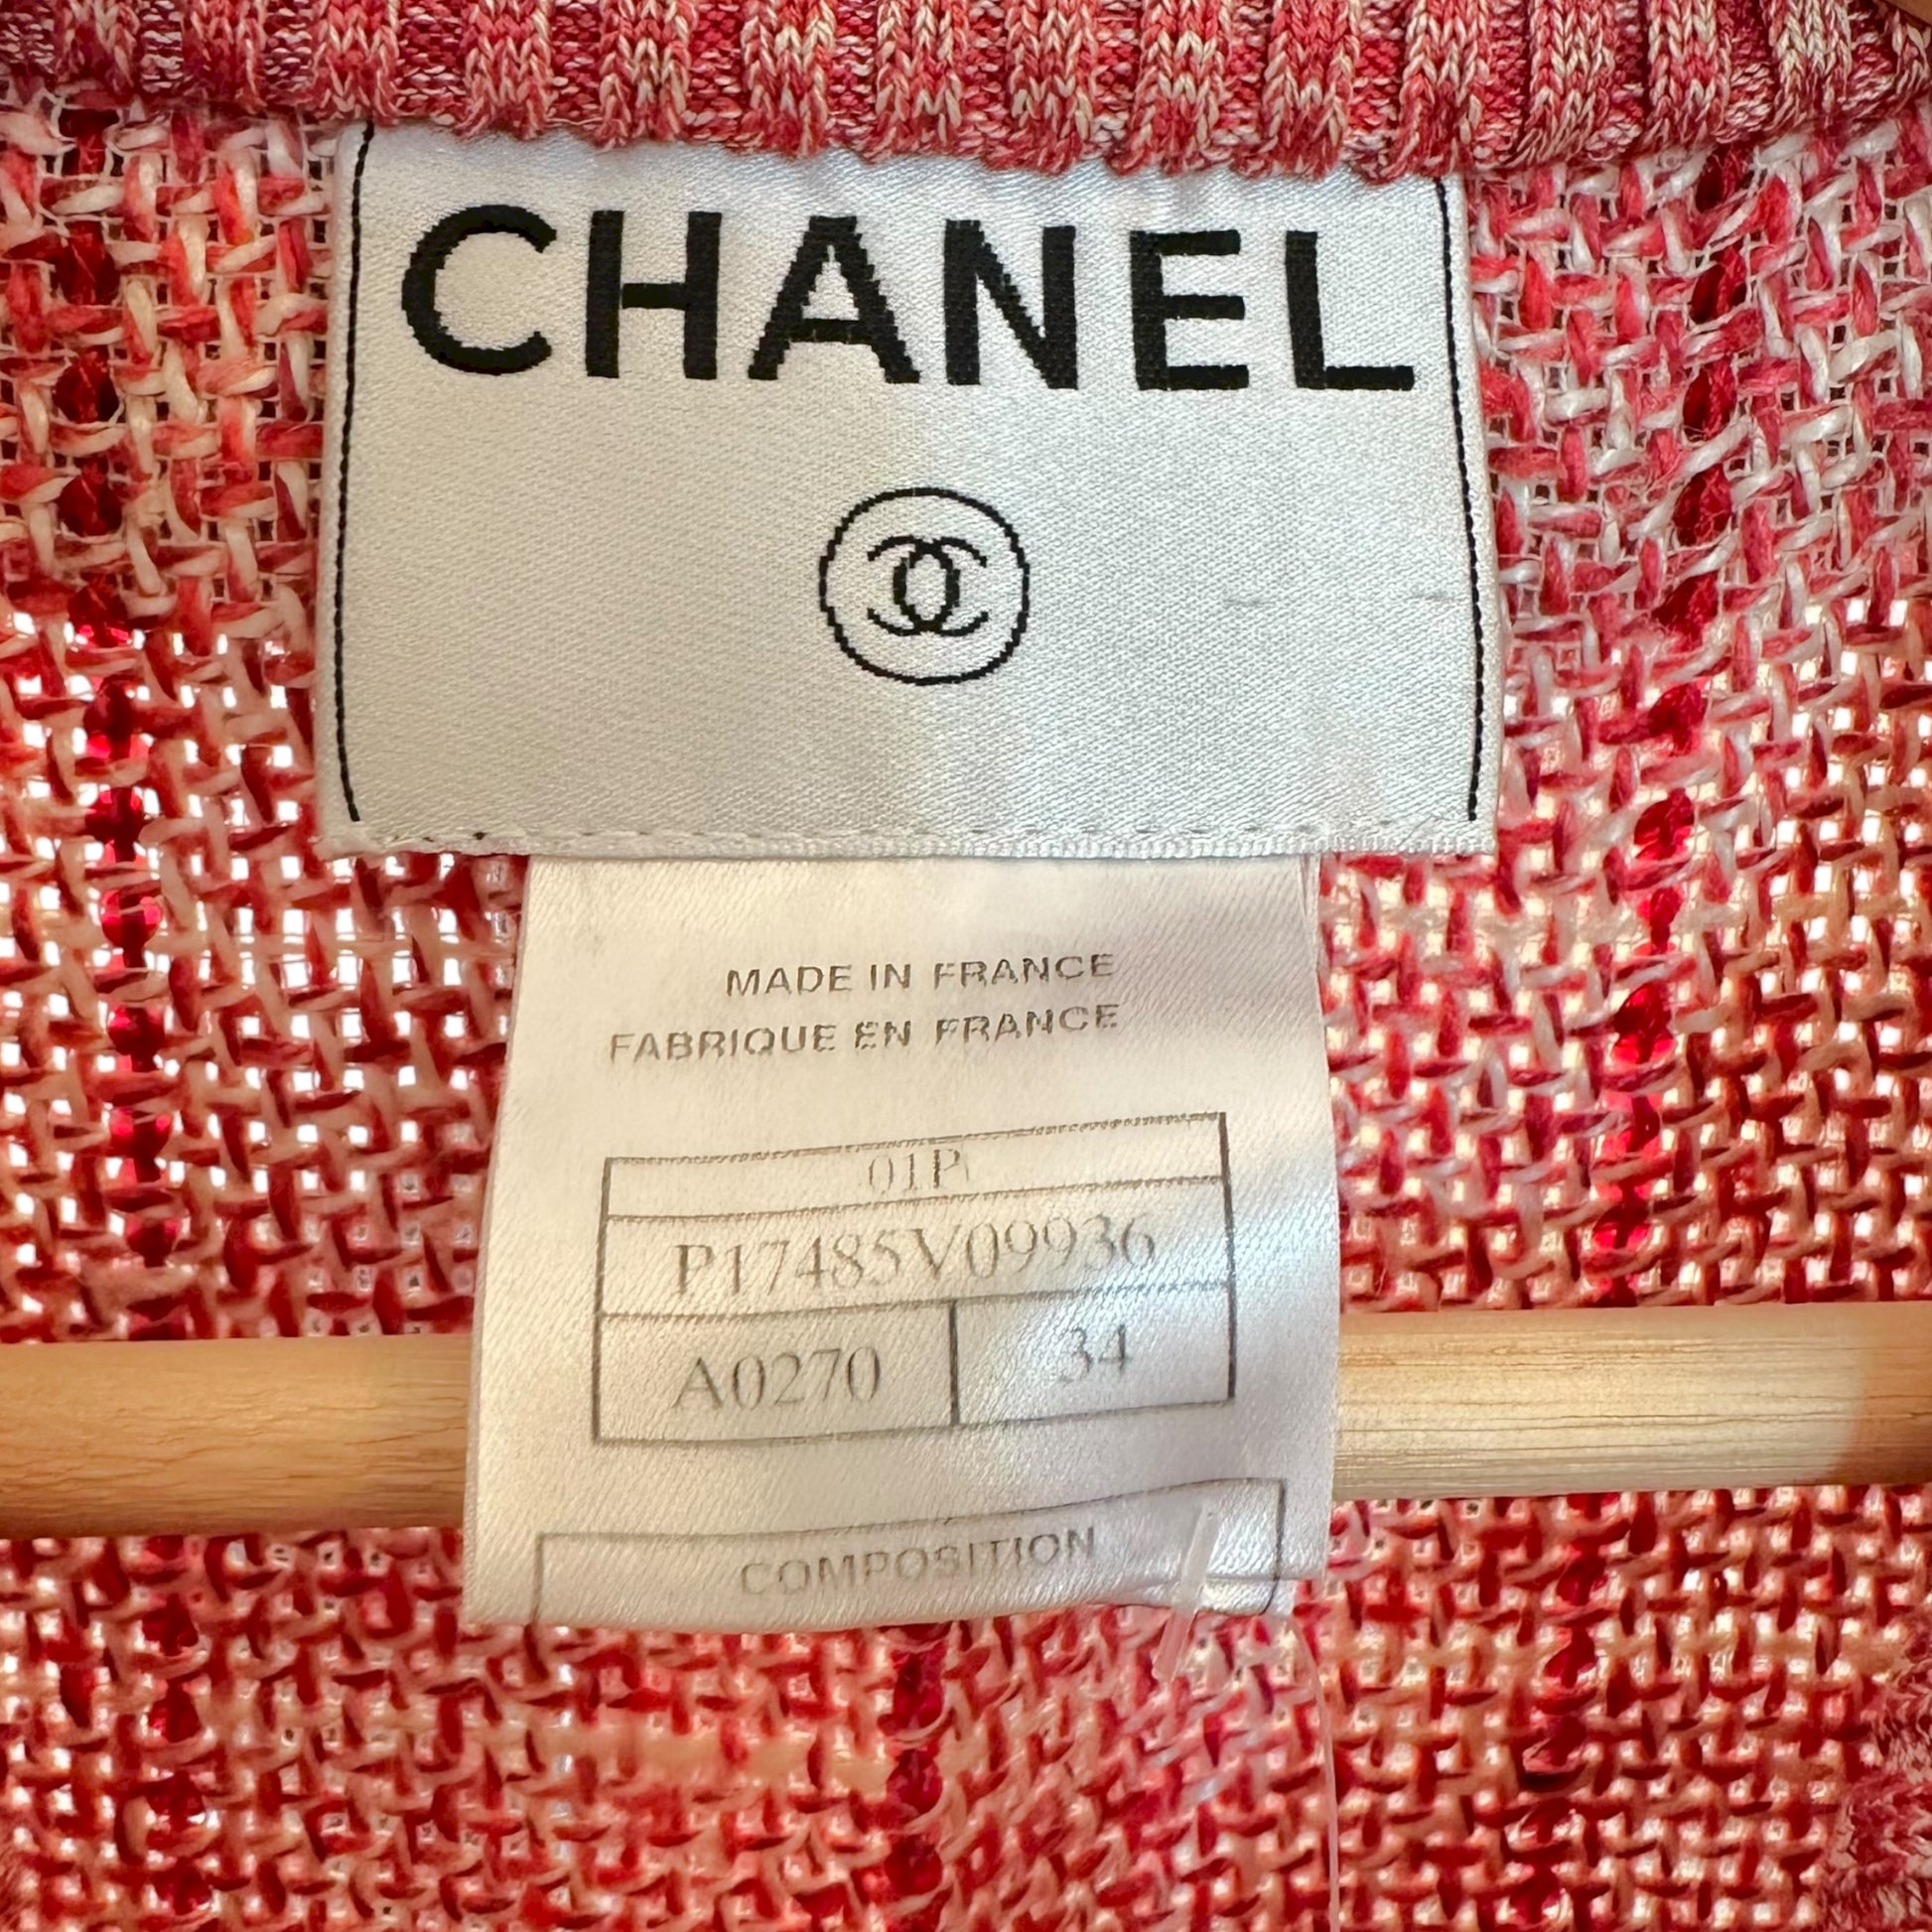 CHANEL
MADE IN FRANCE
FABRIQUE EN FRANCE
01P
P17485V09936
A0270 34
COMPOSITION